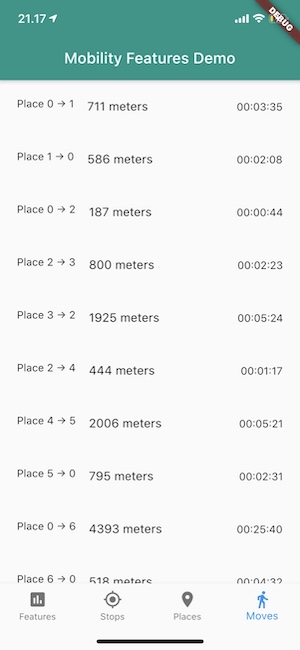 21.17
DEBUG
Mobility Features Demo
Place 0 → 1 711 meters 00:03:35
Place 1 → 0 586 meters 00:02:08
Place 0 → 2 187 meters 00:00:44
Place 2 → 3 800 meters 00:02:23
Place 3 → 2 1925 meters 00:05:24
Place 2 → 4 444 meters 00:01:17
Place 4 → 5 2006 meters 00:05:21
Place 5 → 0 795 meters 00:02:31
Place 0 → 6 4393 meters 00:25:40
Place 6 → 0 518 meters 00:04:32
Features Stops Places Moves